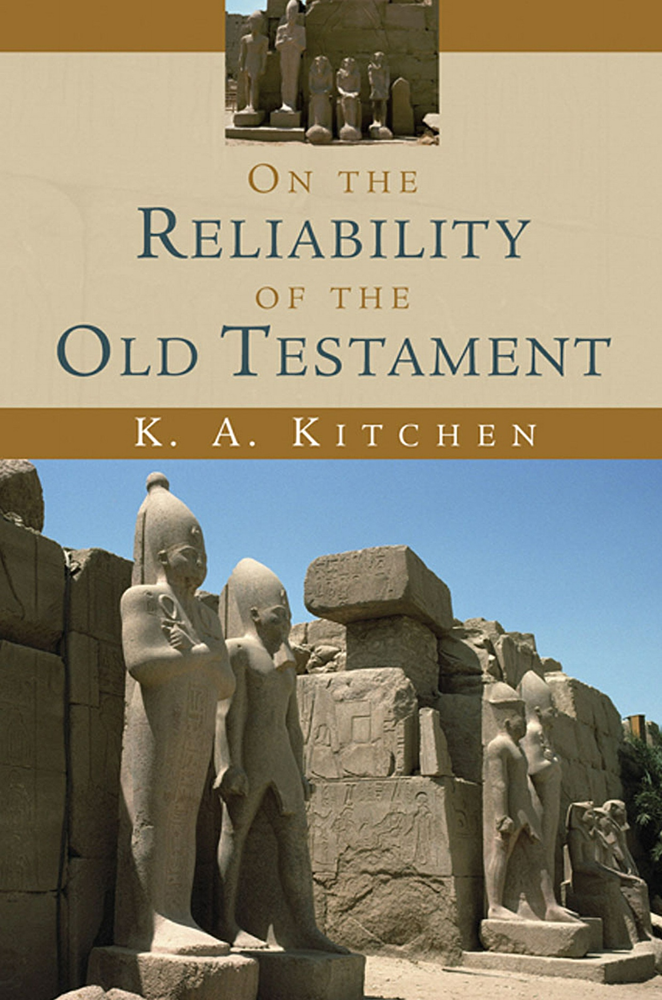 On the
Reliability
of the
Old Testament
K. A. Kitchen